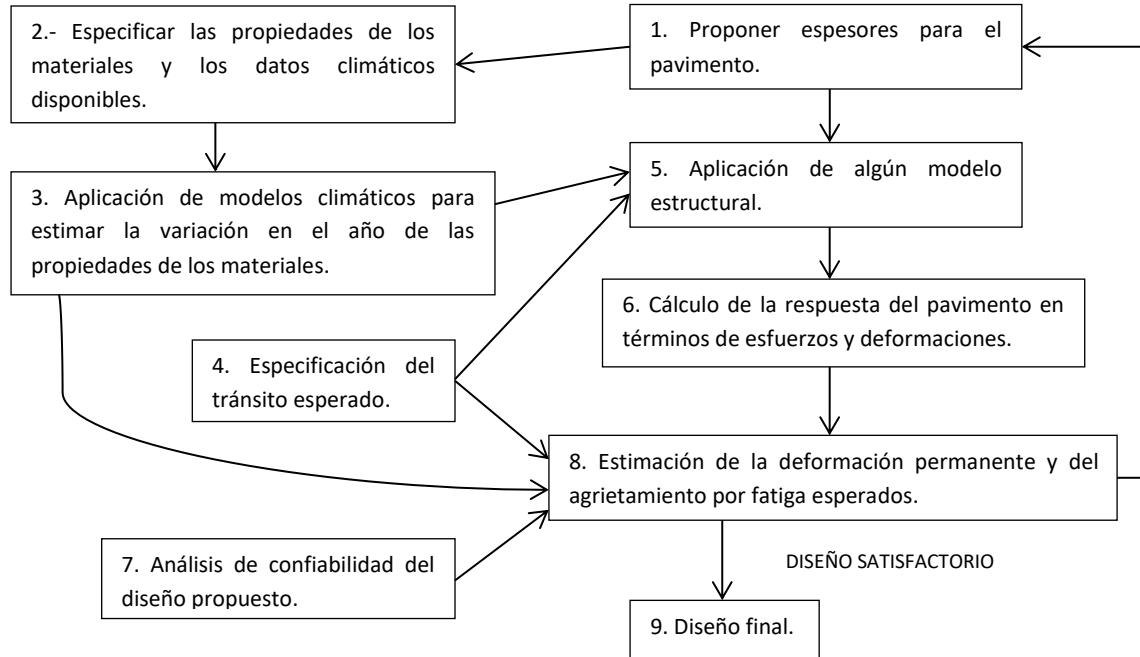 2.- Especificar las propiedades de los
materiales y los datos climáticos
disponibles.
1. Proponer espesores para el
pavimento.
3. Aplicación de modelos climáticos para
estimar la variación en el año de las
propiedades de los materiales.
5. Aplicación de algún modelo
estructural.
6. Cálculo de la respuesta del pavimento en
términos de esfuerzos y deformaciones.
4. Especificación del
tránsito esperado.
8. Estimación de la deformación permanente y del
agrietamiento por fatiga esperados.
7. Análisis de confiabilidad del
diseño propuesto.
DISEÑO SATISFACTORIO
9. Diseño final.